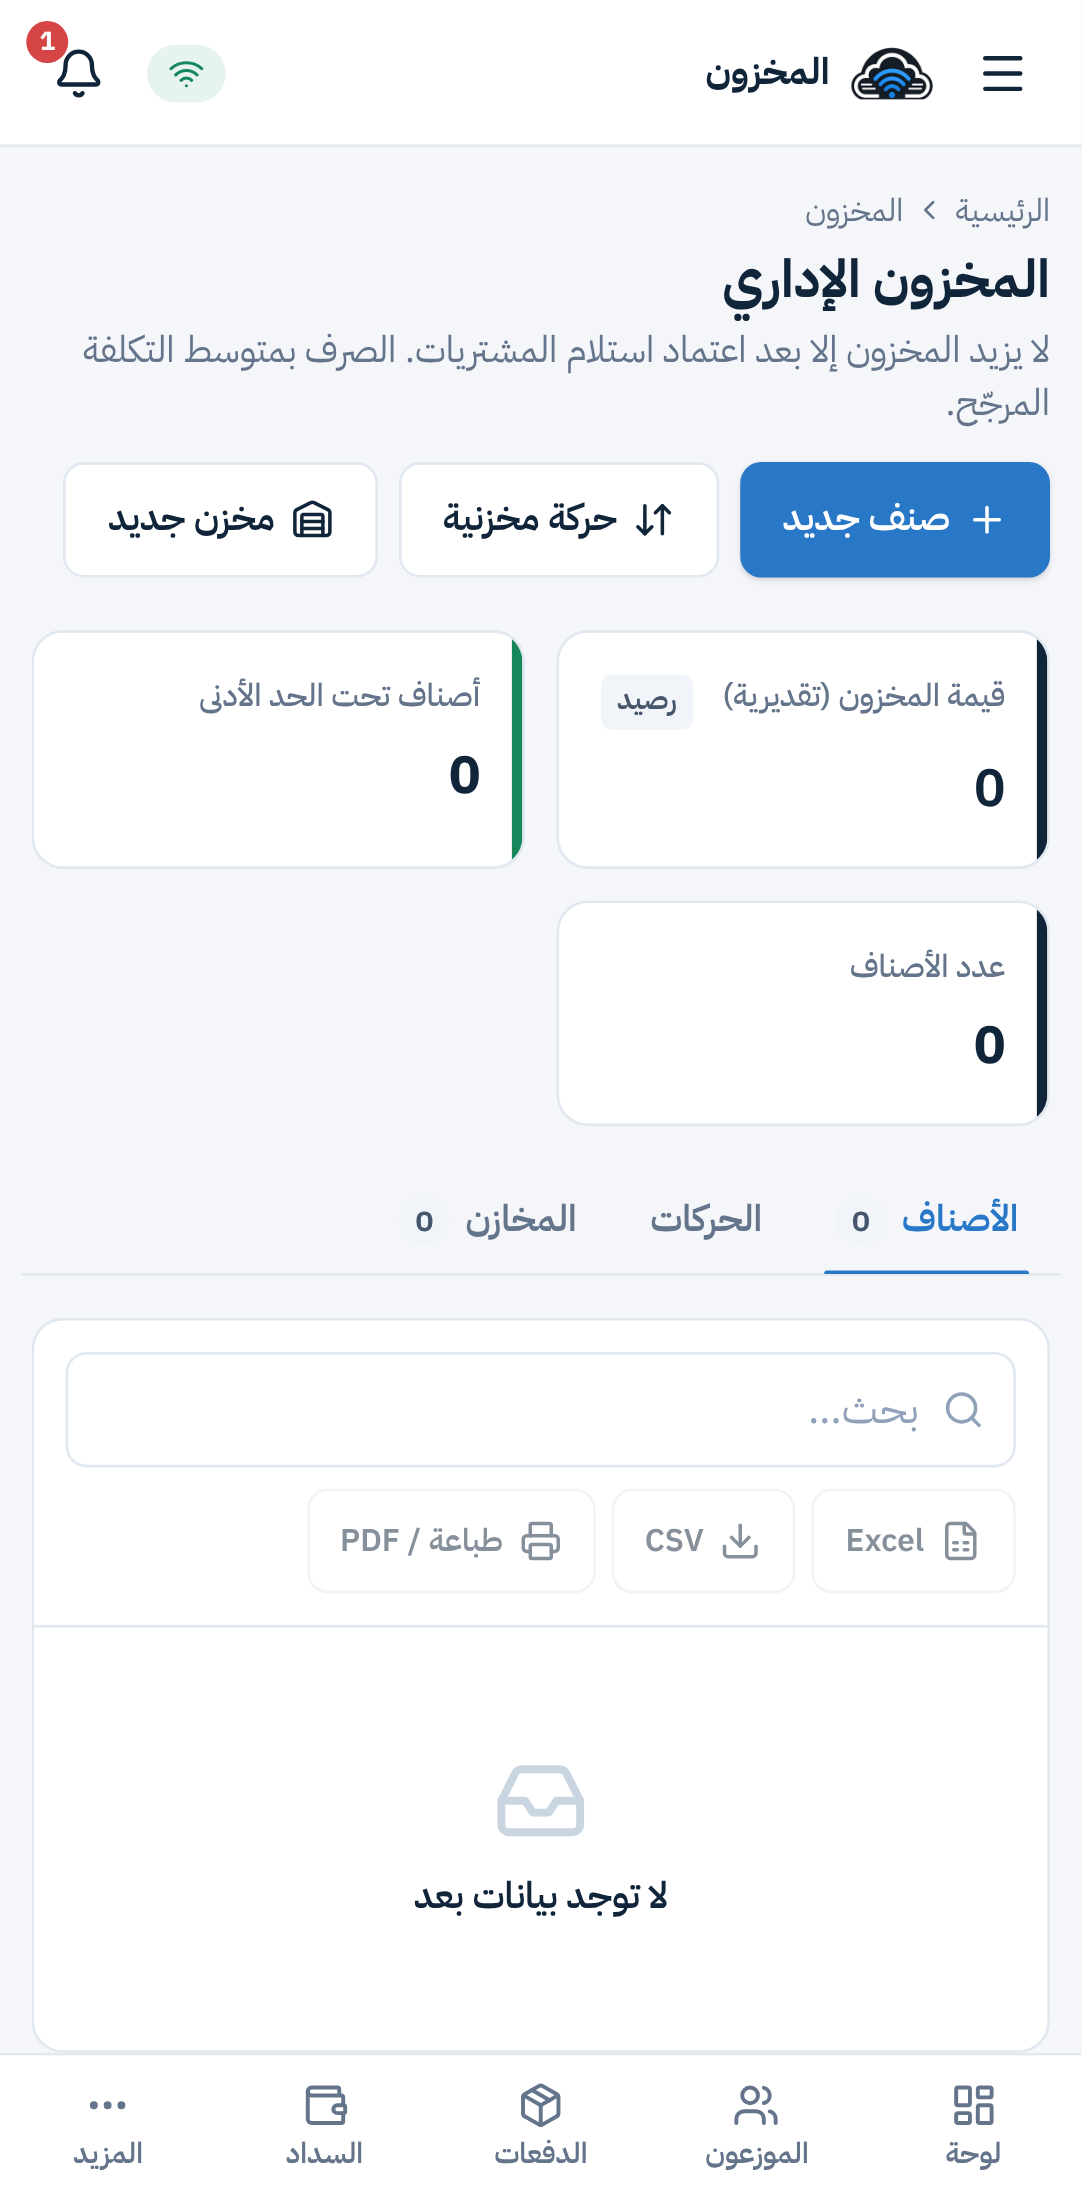 المخزون
1
الرئيسية › المخزون
المخزون الإداري
لا يزيد المخزون إلا بعد اعتماد استلام المشتريات. الصرف بمتوسط التكلفة
المرجّح.
صنف جديد
حركة مخزنية
مخزن جديد
قيمة المخزون (تقديرية) رصيد
0
أصناف تحت الحد الأدنى
0
عدد الأصناف
0
الأصناف 0
الحركات
المخازن 0
بحث...
Excel
CSV
طباعة / PDF
لا توجد بيانات بعد
لوحة
الموزعون
الدفعات
السداد
المزيد